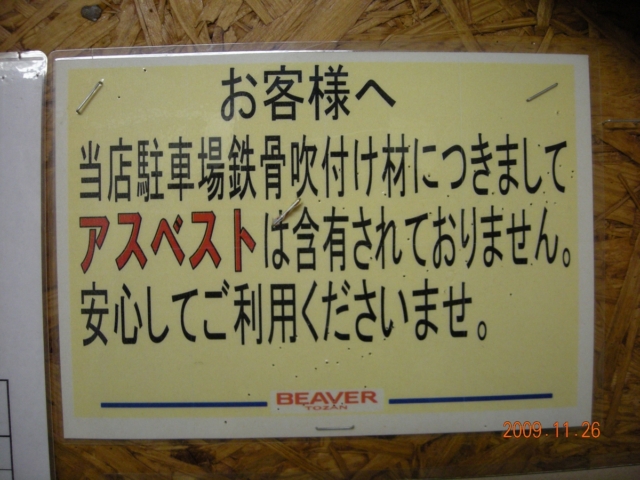 お客様へ
当店駐車場鉄骨吹付け材につきまして
アスベストは含有されておりません。
安心してご利用くださいませ。
BEAVER
TOZAN
2009.11.26